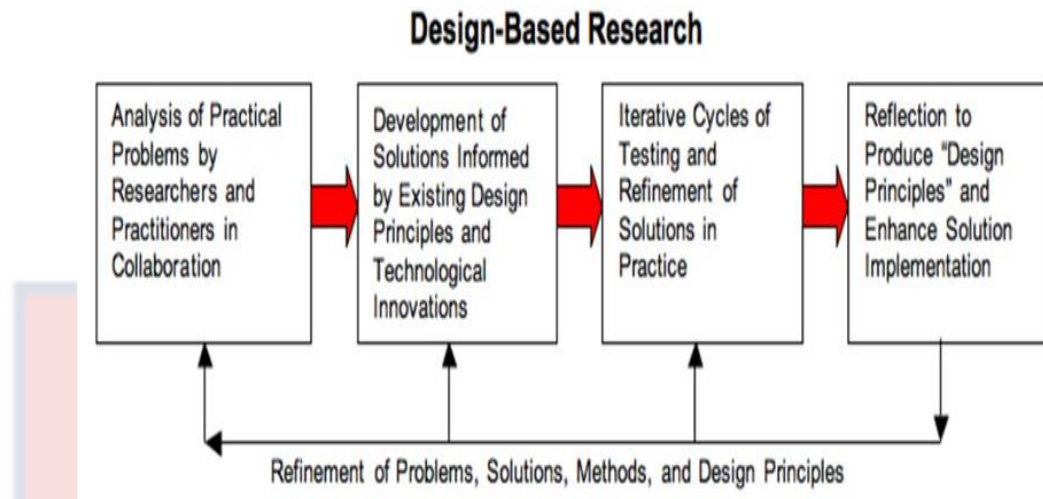 Design-Based Research
Analysis of Practical
Problems by
Researchers and
Practitioners in
Collaboration
Development of
Solutions Informed
by Existing Design
Principles and
Technological
Innovations
Iterative Cycles of
Testing and
Refinement of
Solutions in
Practice
Reflection to
Produce “Design
Principles” and
Enhance Solution
Implementation
Refinement of Problems, Solutions, Methods, and Design Principles